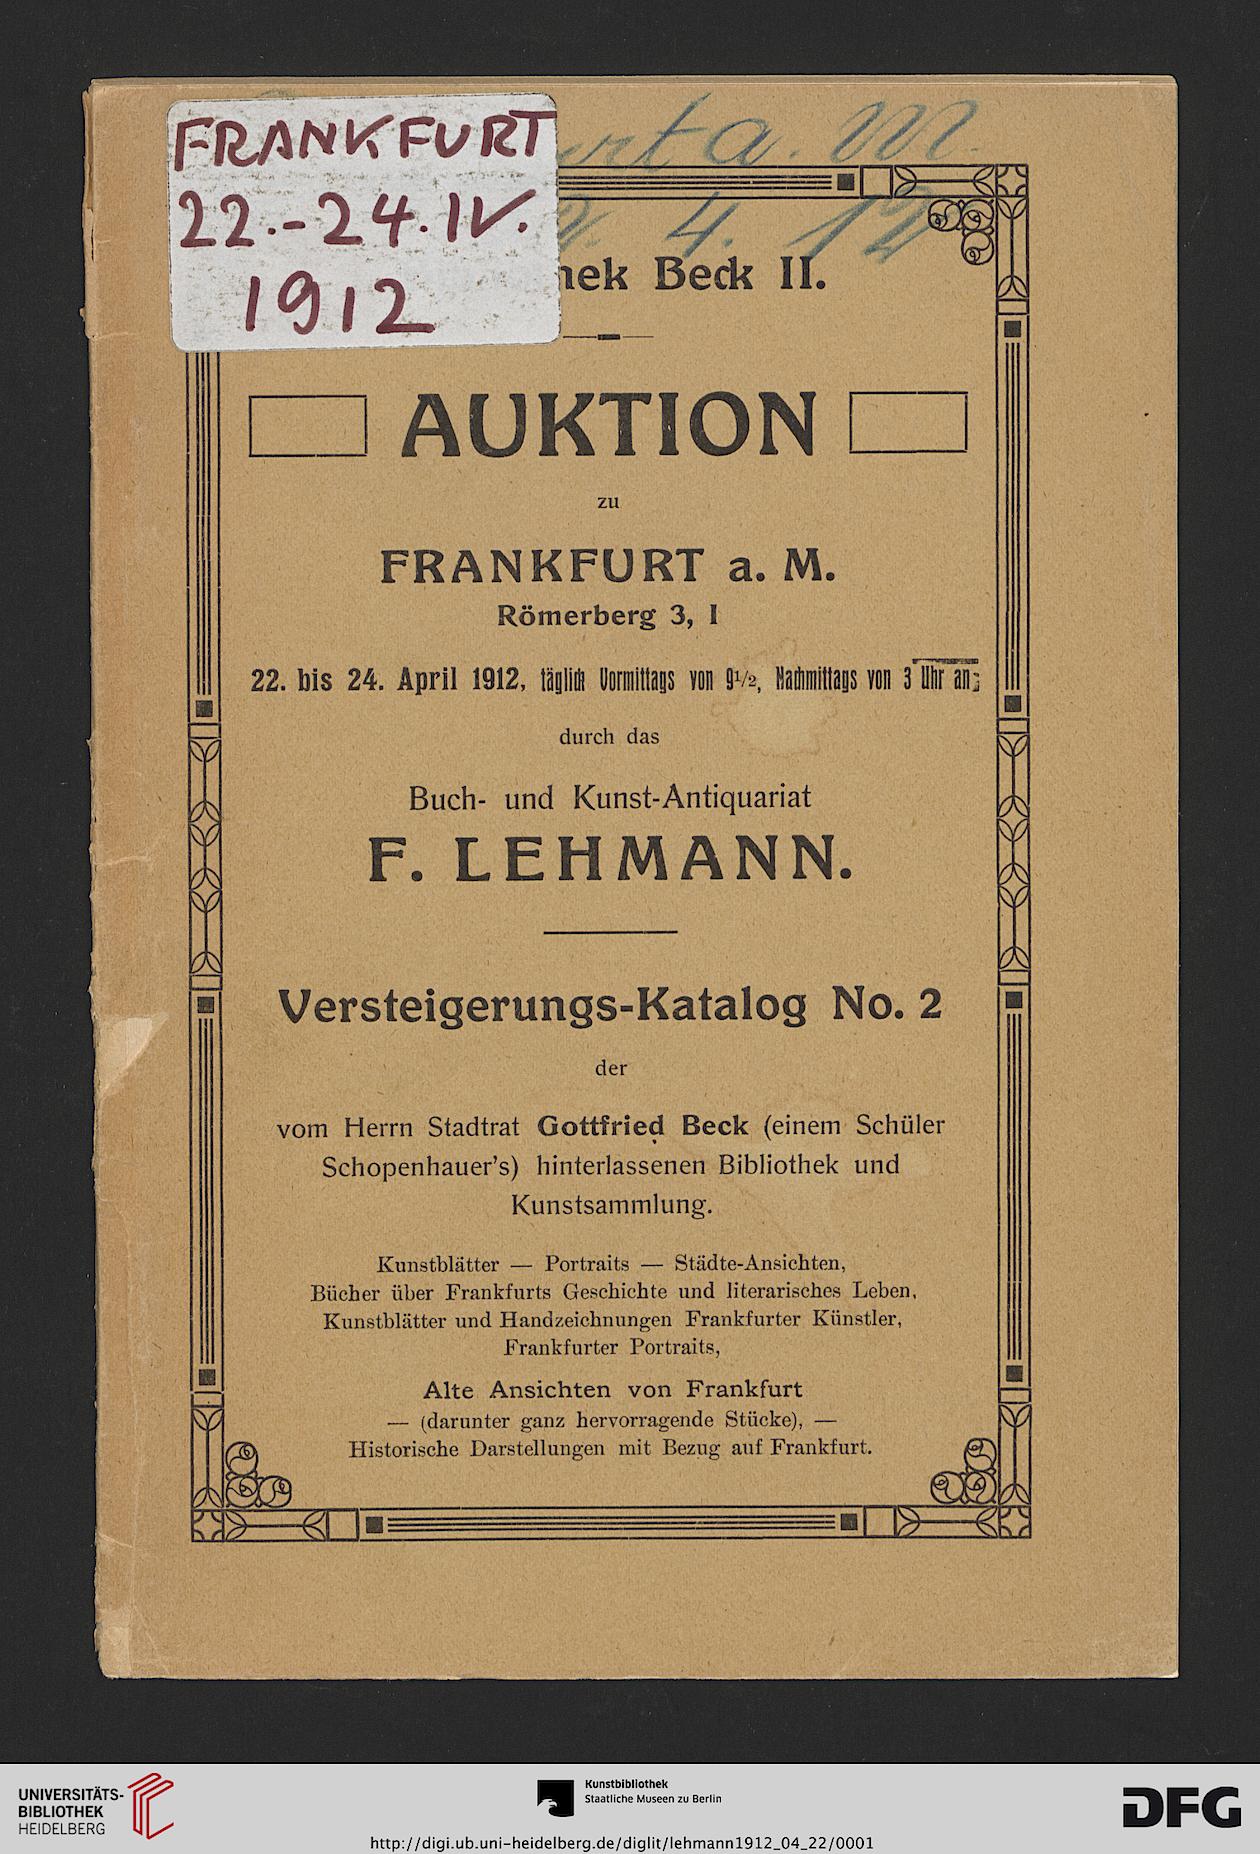 FRANKFURT
22.-24.IV.
1912
a. M.
4. 12
Beck II.
AUKTION
zu
FRANKFURT a. M.
Römerberg 3, I
22. bis 24. April 1912, täglich Vormittags von 9 1/2, Nachmittags von 3 Uhr an;
durch das
Buch- und Kunst-Antiquariat
F. LEHMANN.
Versteigerungs-Katalog No. 2
der
vom Herrn Stadtrat Gottfried Beck (einem Schüler
Schopenhauer's) hinterlassenen Bibliothek und
Kunstsammlung.
Kunstblätter — Portraits — Städte-Ansichten,
Bücher über Frankfurts Geschichte und literarisches Leben,
Kunstblätter und Handzeichnungen Frankfurter Künstler,
Frankfurter Portraits,
Alte Ansichten von Frankfurt
— (darunter ganz hervorragende Stücke), —
Historische Darstellungen mit Bezug auf Frankfurt.
UNIVERSITÄTS-
BIBLIOTHEK
HEIDELBERG
Kunstbibliothek
Staatliche Museen zu Berlin
http://digi.ub.uni-heidelberg.de/diglit/lehmann1912_04_22/0001
DFG